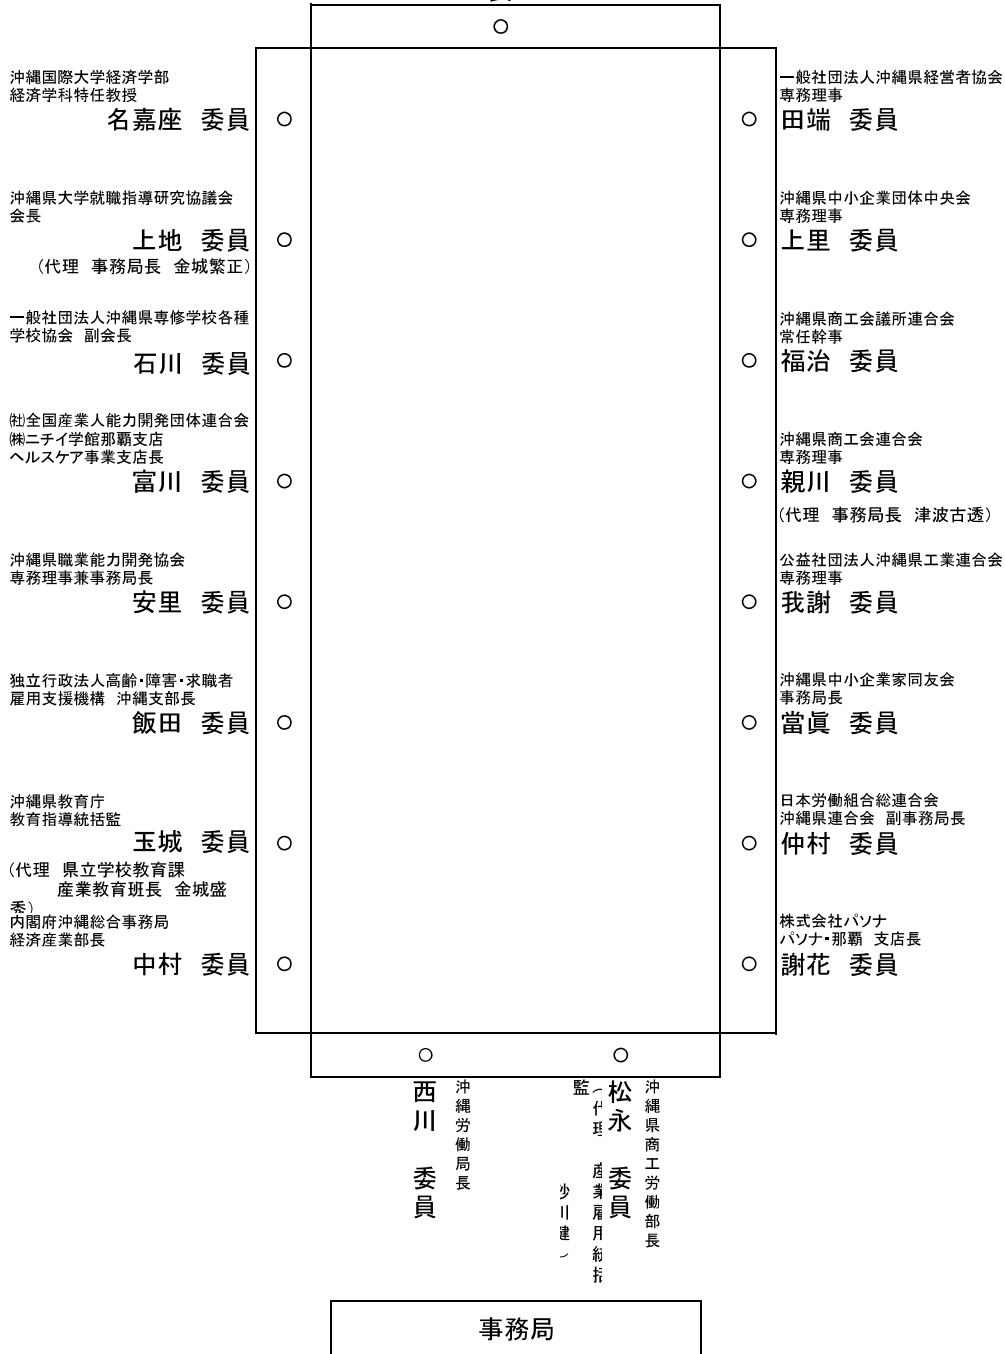 沖縄国際大学経済学部
経済学科特任教授
名嘉座 委員
沖縄県大学就職指導研究協議会
会長
上地 委員
（代理 事務局長 金城繁正）
一般社団法人沖縄県専修学校各種
学校協会 副会長
石川 委員
㈳全国産業人能力開発団体連合会
㈱ニチイ学館那覇支店
ヘルスケア事業支店長
富川 委員
沖縄県職業能力開発協会
専務理事兼事務局長
安里 委員
独立行政法人高齢・障害・求職者
雇用支援機構 沖縄支部長
飯田 委員
沖縄県教育庁
教育指導統括監
玉城 委員
（代理 県立学校教育課
産業教育班長 金城盛
秀）
内閣府沖縄総合事務局
経済産業部長
中村 委員
一般社団法人沖縄県経営者協会
専務理事
田端 委員
沖縄県中小企業団体中央会
専務理事
上里 委員
沖縄県商工会議所連合会
常任幹事
福治 委員
沖縄県商工会連合会
専務理事
親川 委員
（代理 事務局長 津波古透）
公益社団法人沖縄県工業連合会
専務理事
我謝 委員
沖縄県中小企業家同友会
事務局長
當眞 委員
日本労働組合総連合会
沖縄県連合会 副事務局長
仲村 委員
株式会社パソナ
パソナ・那覇 支店長
謝花 委員
沖縄労働局長
西川 委員
沖縄県商工労働部長
松永 委員
（代理 産業雇用統括
監
砂川健）
事務局